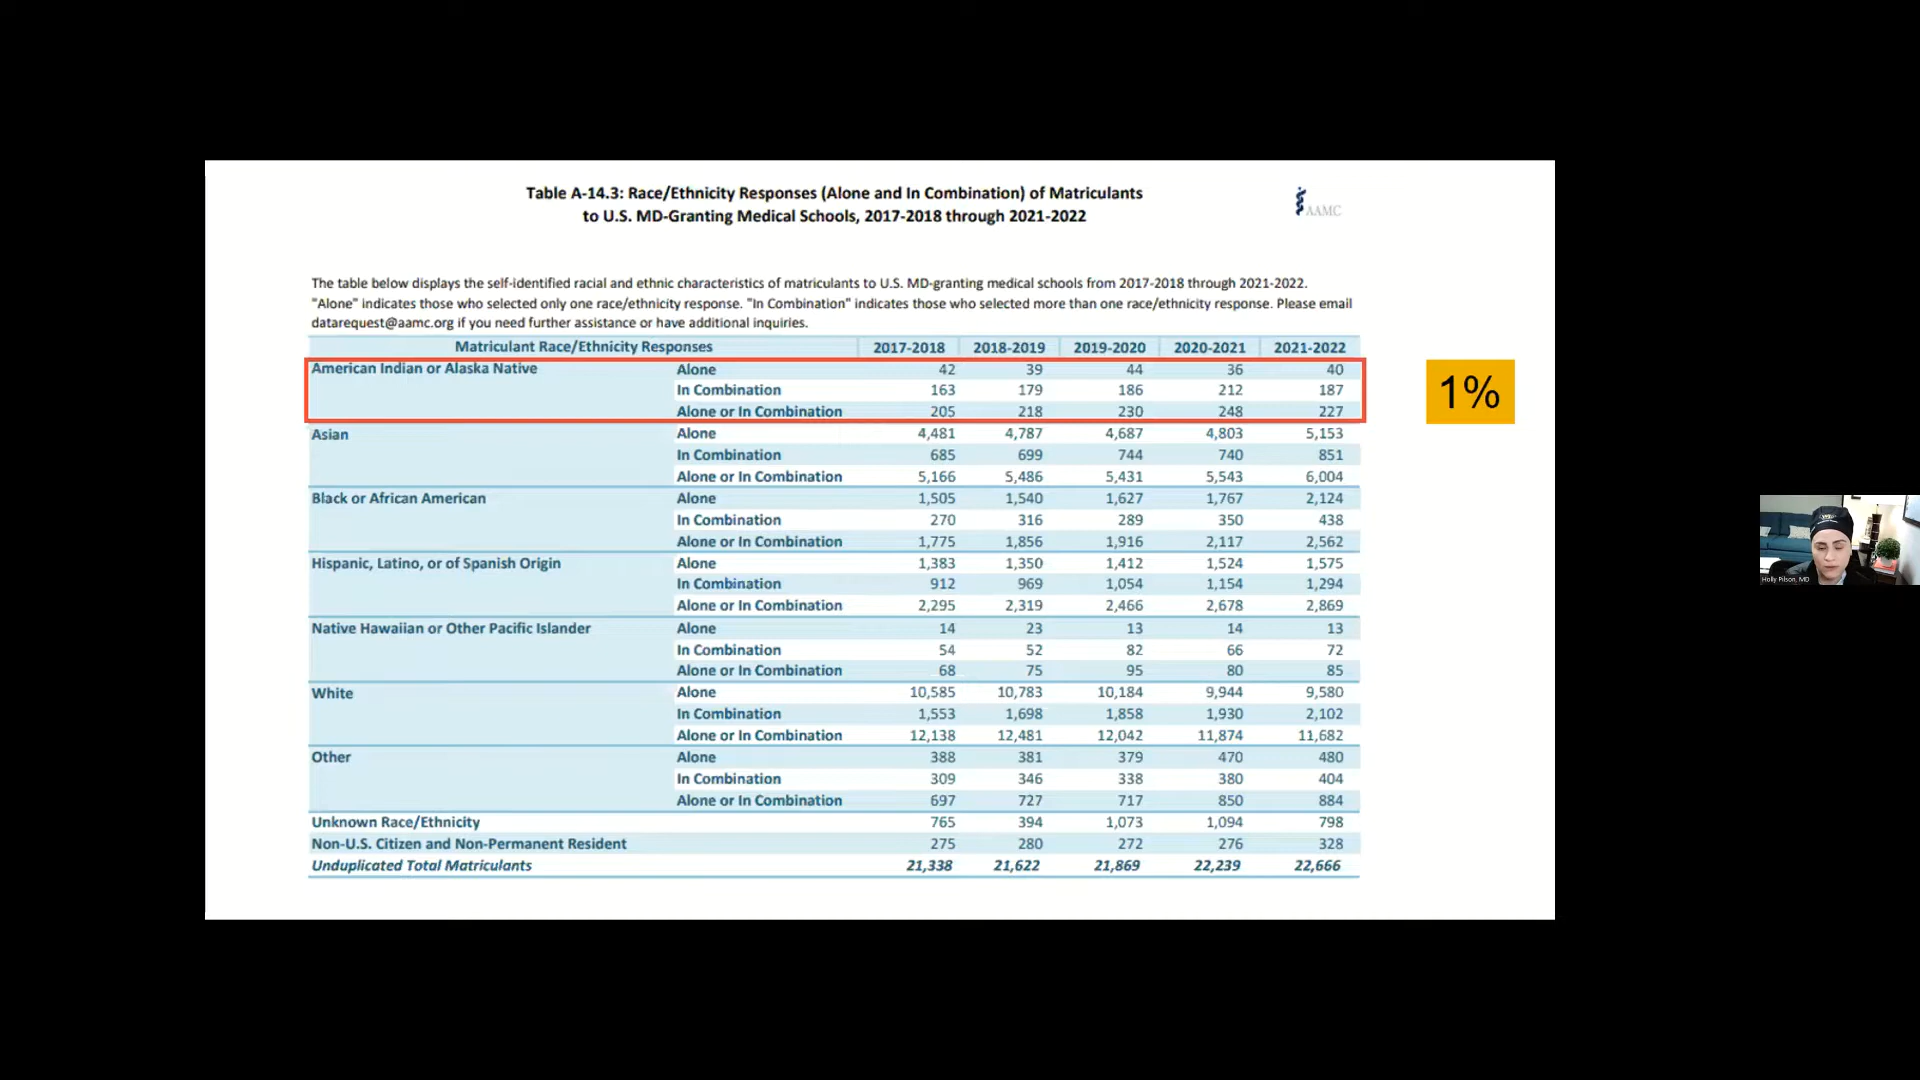 Table A-14.3: Race/Ethnicity Responses (Alone and In Combination) of Matriculants
to U.S. MD-Granting Medical Schools, 2017-2018 through 2021-2022
AAMC
The table below displays the self-identified racial and ethnic characteristics of matriculants to U.S. MD-granting medical schools from 2017-2018 through 2021-2022.
"Alone" indicates those who selected only one race/ethnicity response. "In Combination" indicates those who selected more than one race/ethnicity response. Please email
datarequest@aamc.org if you need further assistance or have additional inquiries.
Matriculant Race/Ethnicity Responses 2017-2018 2018-2019 2019-2020 2020-2021 2021-2022
American Indian or Alaska Native Alone 42 39 44 36 40
In Combination 163 179 186 212 187
Alone or In Combination 205 218 230 248 227
1%
Asian Alone 4,481 4,787 4,687 4,803 5,153
In Combination 685 699 744 740 851
Alone or In Combination 5,166 5,486 5,431 5,543 6,004
Black or African American Alone 1,505 1,540 1,627 1,767 2,124
In Combination 270 316 289 350 438
Alone or In Combination 1,775 1,856 1,916 2,117 2,562
Hispanic, Latino, or of Spanish Origin Alone 1,383 1,350 1,412 1,524 1,575
In Combination 912 969 1,054 1,154 1,294
Alone or In Combination 2,295 2,319 2,466 2,678 2,869
Native Hawaiian or Other Pacific Islander Alone 14 23 13 14 13
In Combination 54 52 82 66 72
Alone or In Combination 68 75 95 80 85
White Alone 10,585 10,783 10,184 9,944 9,580
In Combination 1,553 1,698 1,858 1,930 2,102
Alone or In Combination 12,138 12,481 12,042 11,874 11,682
Other Alone 388 381 379 470 480
In Combination 309 346 338 380 404
Alone or In Combination 697 727 717 850 884
Unknown Race/Ethnicity 765 394 1,073 1,094 798
Non-U.S. Citizen and Non-Permanent Resident 275 280 272 276 328
Unduplicated Total Matriculants 21,338 21,622 21,869 22,239 22,666
Holly Pilson, MD